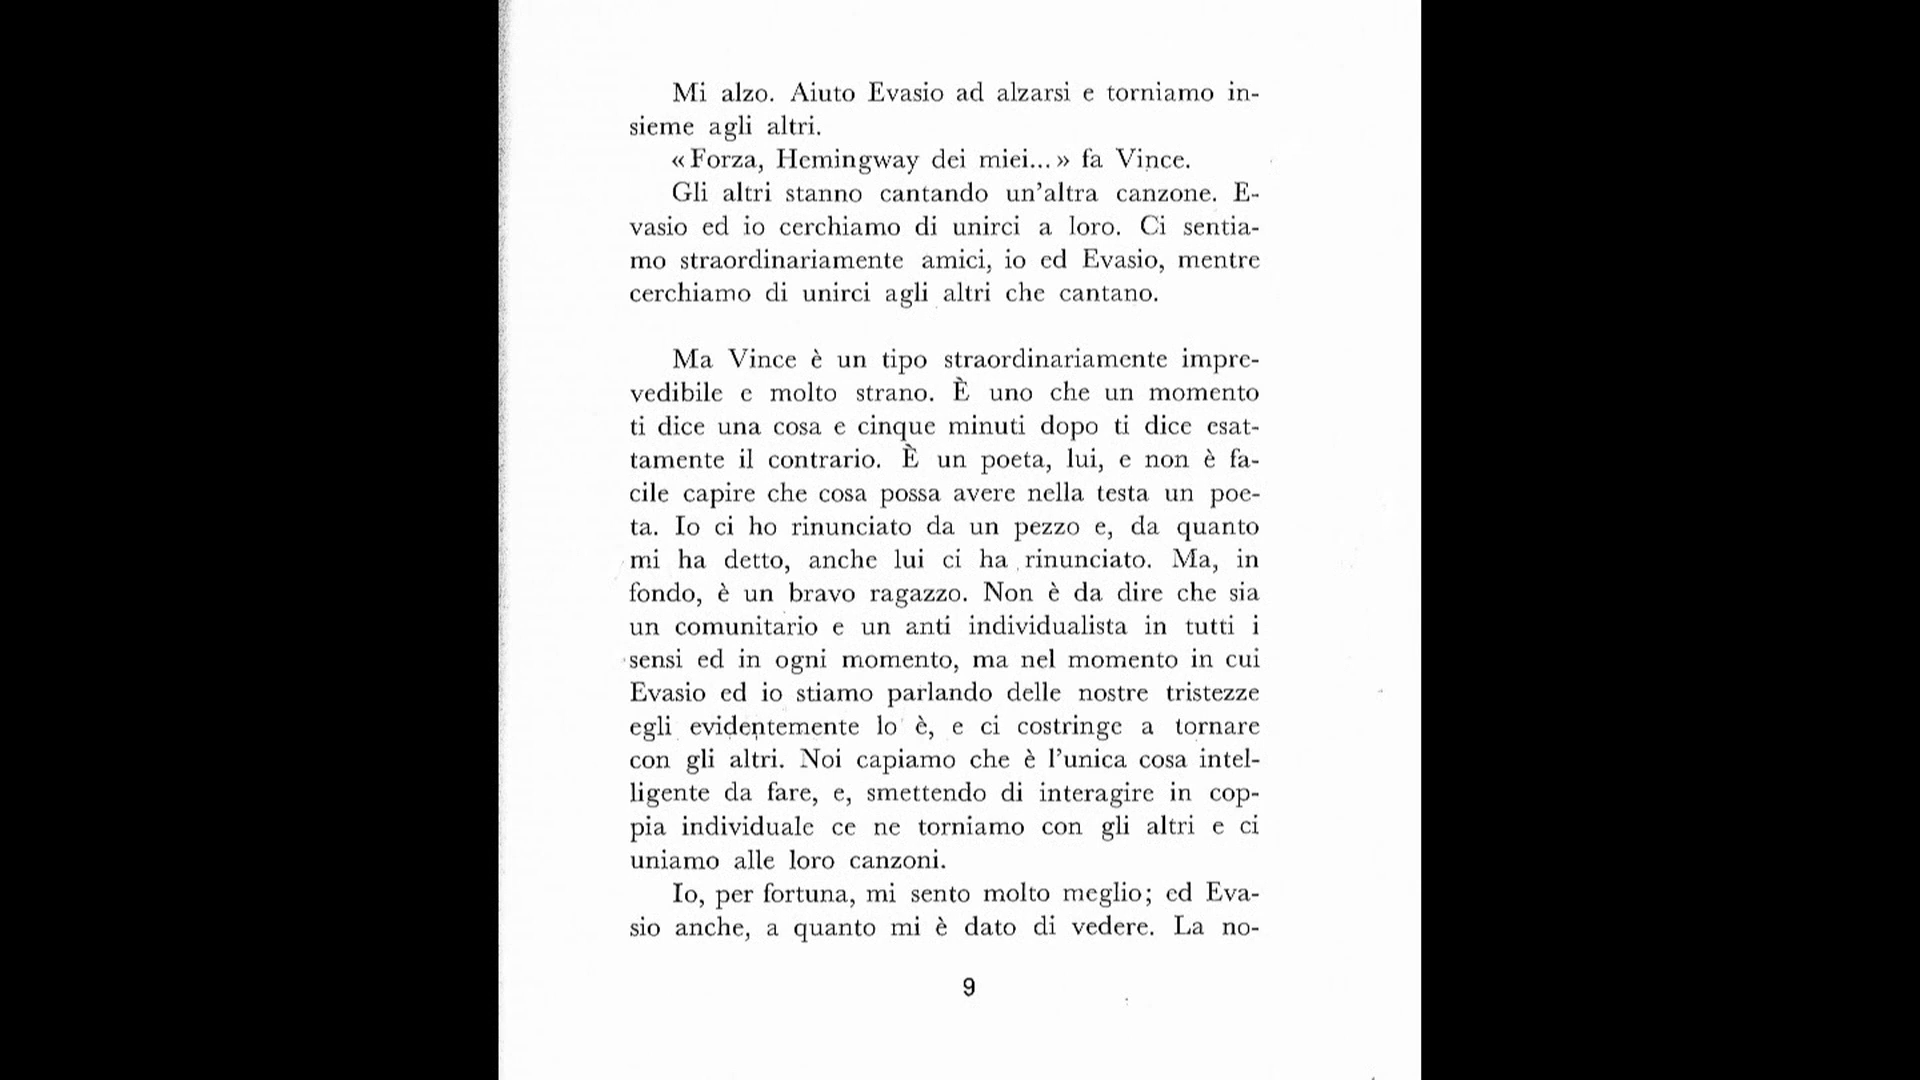 Mi alzo. Aiuto Evasio ad alzarsi e torniamo in-
sieme agli altri.
« Forza, Hemingway dei miei... » fa Vince.
Gli altri stanno cantando un'altra canzone. E-
vasio ed io cerchiamo di unirci a loro. Ci sentia-
mo straordinariamente amici, io ed Evasio, mentre
cerchiamo di unirci agli altri che cantano.
Ma Vince è un tipo straordinariamente impre-
vedibile e molto strano. È uno che un momento
ti dice una cosa e cinque minuti dopo ti dice esat-
tamente il contrario. È un poeta, lui, e non è fa-
cile capire che cosa possa avere nella testa un poe-
ta. Io ci ho rinunciato da un pezzo e, da quanto
mi ha detto, anche lui ci ha rinunciato. Ma, in
fondo, è un bravo ragazzo. Non è da dire che sia
un comunitario e un anti individualista in tutti i
sensi ed in ogni momento, ma nel momento in cui
Evasio ed io stiamo parlando delle nostre tristezze
egli evidentemente lo è, e ci costringe a tornare
con gli altri. Noi capiamo che è l'unica cosa intel-
ligente da fare, e, smettendo di interagire in cop-
pia individuale ce ne torniamo con gli altri e ci
uniamo alle loro canzoni.
Io, per fortuna, mi sento molto meglio; ed Eva-
sio anche, a quanto mi è dato di vedere. La no-
9